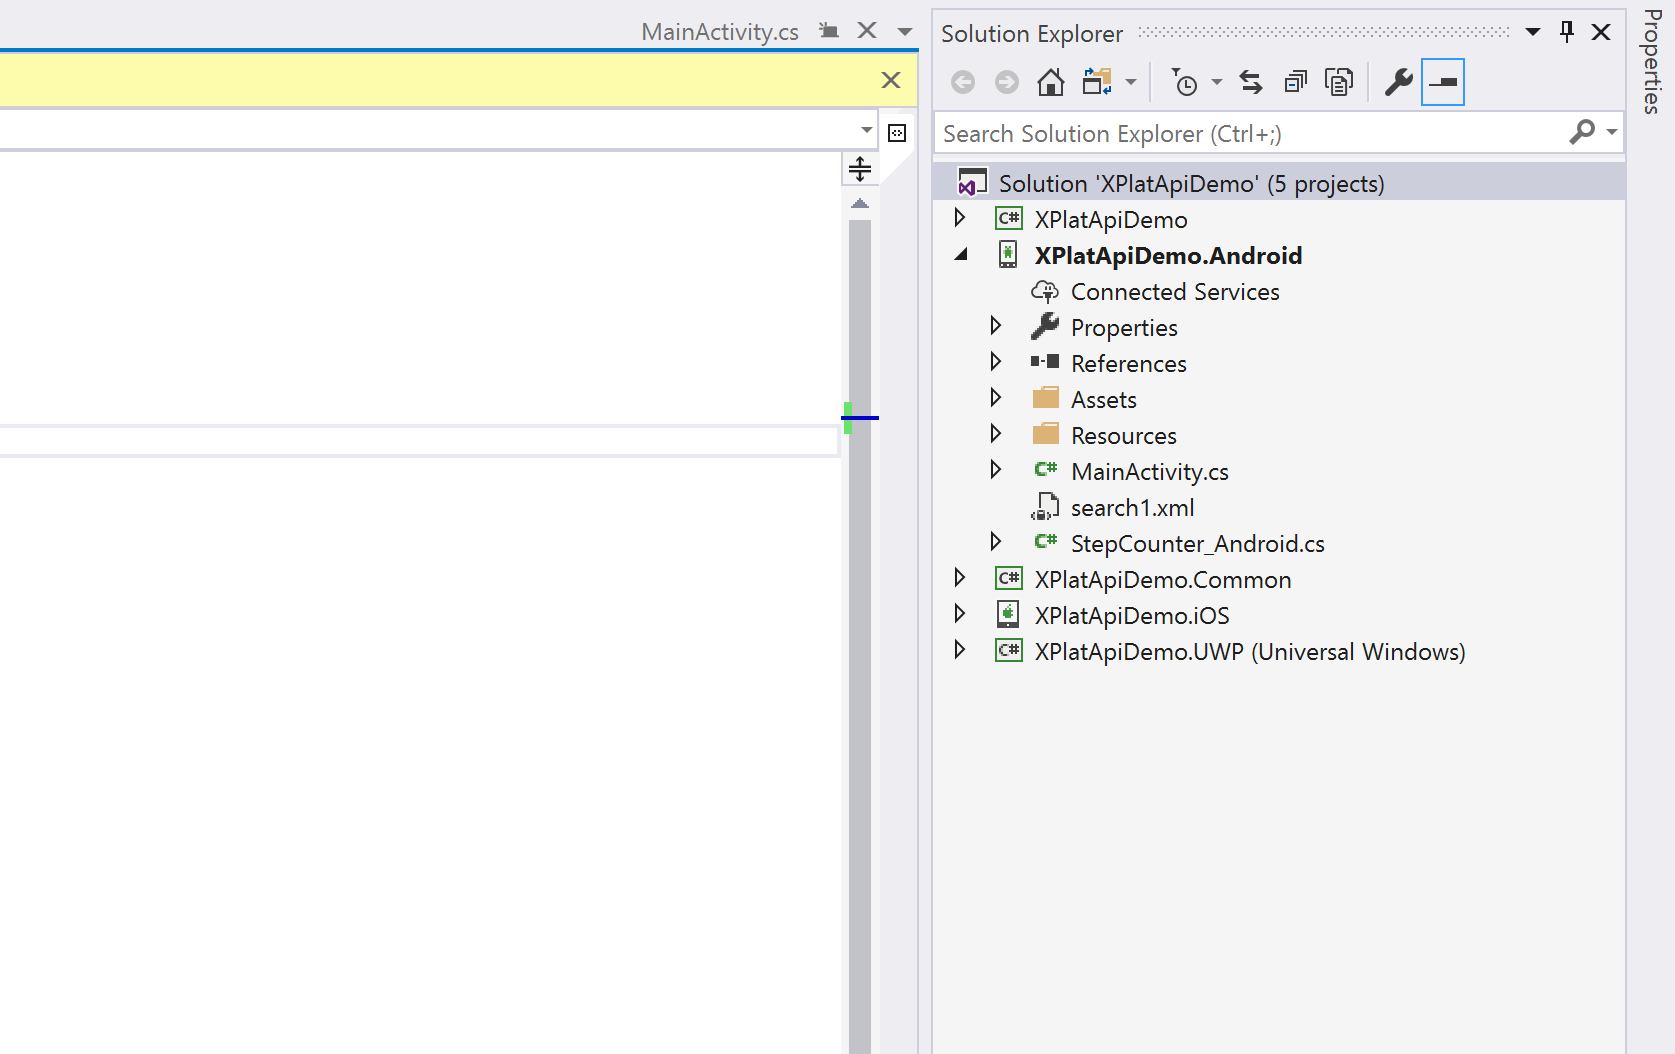 MainActivity.cs
Solution Explorer
Search Solution Explorer (Ctrl+;)
Solution 'XPlatApiDemo' (5 projects)
C# XPlatApiDemo
XPlatApiDemo.Android
Connected Services
Properties
References
Assets
Resources
C# MainActivity.cs
search1.xml
C# StepCounter_Android.cs
C# XPlatApiDemo.Common
XPlatApiDemo.iOS
C# XPlatApiDemo.UWP (Universal Windows)
Properties